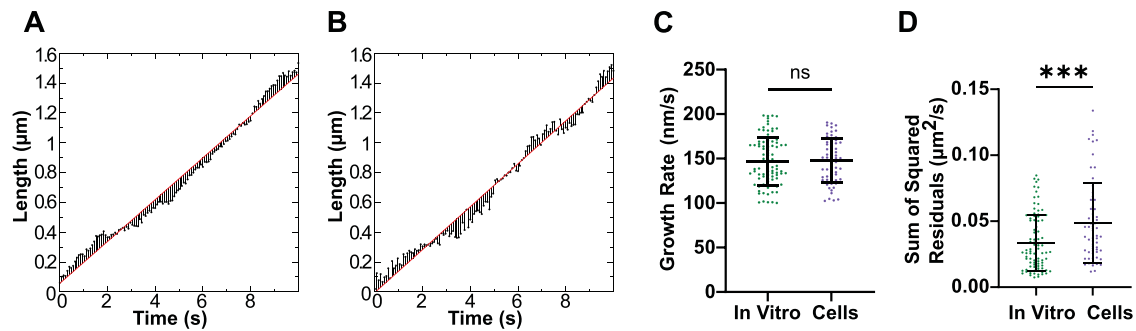 A
B
C
D
1.6
1.4
1.2
1
0.8
0.6
0.4
0.2
0
Length (µm)
0 2 4 6 8
Time (s)
1.6
1.4
1.2
1
0.8
0.6
0.4
0.2
0
Length (µm)
0 2 4 6 8
Time (s)
ns
250
200
150
100
50
0
Growth Rate (nm/s)
In Vitro Cells
***
0.15
0.10
0.05
0.00
Sum of Squared
Residuals (µm²/s)
In Vitro Cells